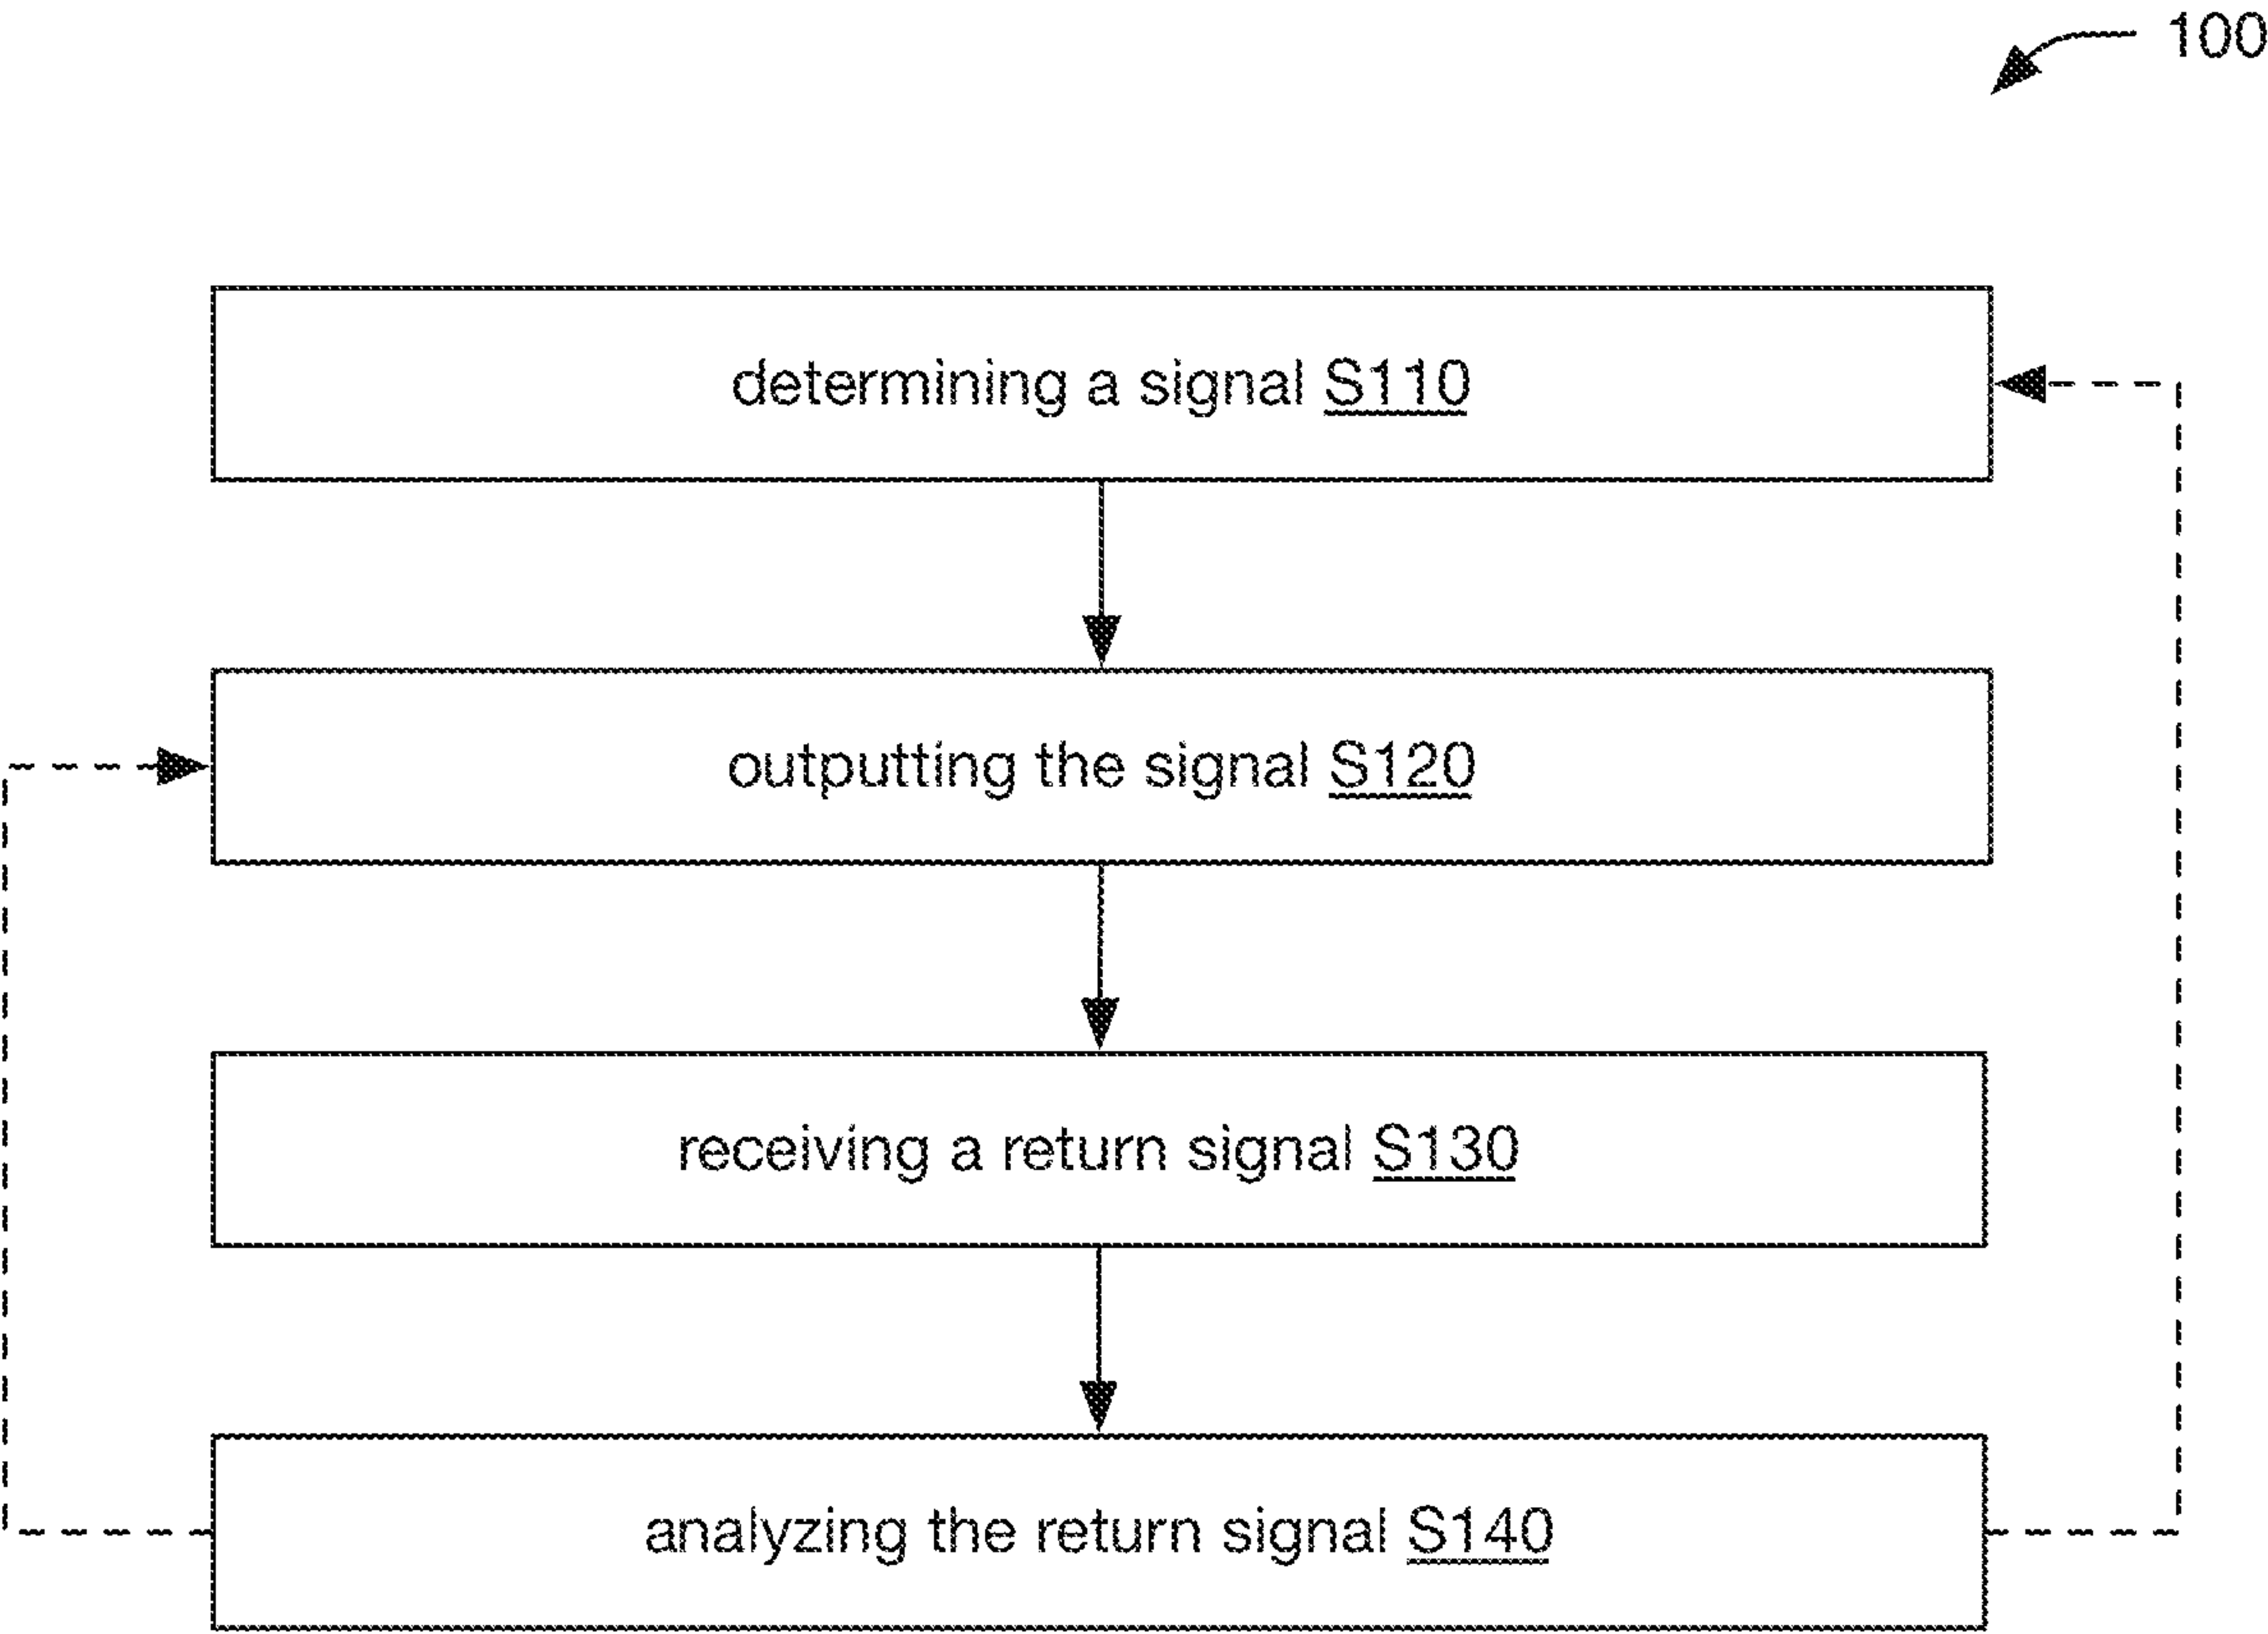 100
determining a signal S110
outputting the signal S120
receiving a return signal S130
analyzing the return signal S140